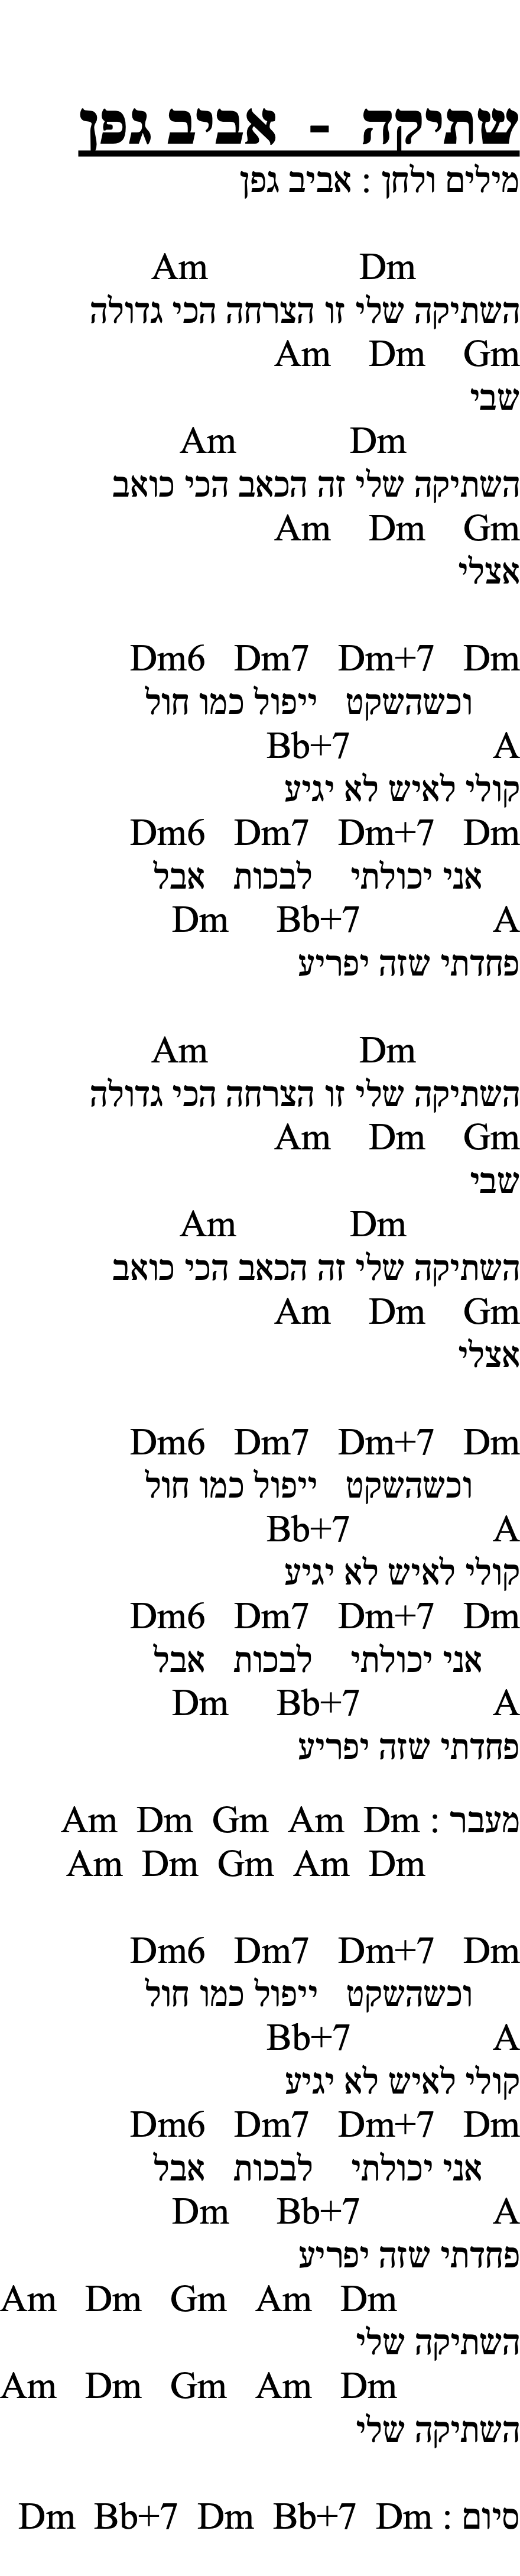 שתיקה - אביב גפן
מילים ולחן : אביב גפן
Am Dm
השתיקה שלי זו הצרחה הכי גדולה
Am Dm Gm
שבי
Am Dm
השתיקה שלי זה הכאב הכי כואב
Am Dm Gm
אצלי
Dm6 Dm7 Dm+7 Dm
וכשהשקט ייפול כמו חול
Bb+7 A
קולי לאיש לא יגיע
Dm6 Dm7 Dm+7 Dm
אני יכולתי לבכות אבל
Dm Bb+7 A
פחדתי שזה יפריע
Am Dm
השתיקה שלי זו הצרחה הכי גדולה
Am Dm Gm
שבי
Am Dm
השתיקה שלי זה הכאב הכי כואב
Am Dm Gm
אצלי
Dm6 Dm7 Dm+7 Dm
וכשהשקט ייפול כמו חול
Bb+7 A
קולי לאיש לא יגיע
Dm6 Dm7 Dm+7 Dm
אני יכולתי לבכות אבל
Dm Bb+7 A
פחדתי שזה יפריע
מעבר : Am Dm Gm Am Dm
Am Dm Gm Am Dm
Dm6 Dm7 Dm+7 Dm
וכשהשקט ייפול כמו חול
Bb+7 A
קולי לאיש לא יגיע
Dm6 Dm7 Dm+7 Dm
אני יכולתי לבכות אבל
Dm Bb+7 A
פחדתי שזה יפריע
Am Dm Gm Am Dm
השתיקה שלי
Am Dm Gm Am Dm
השתיקה שלי
סיום : Dm Bb+7 Dm Bb+7 Dm